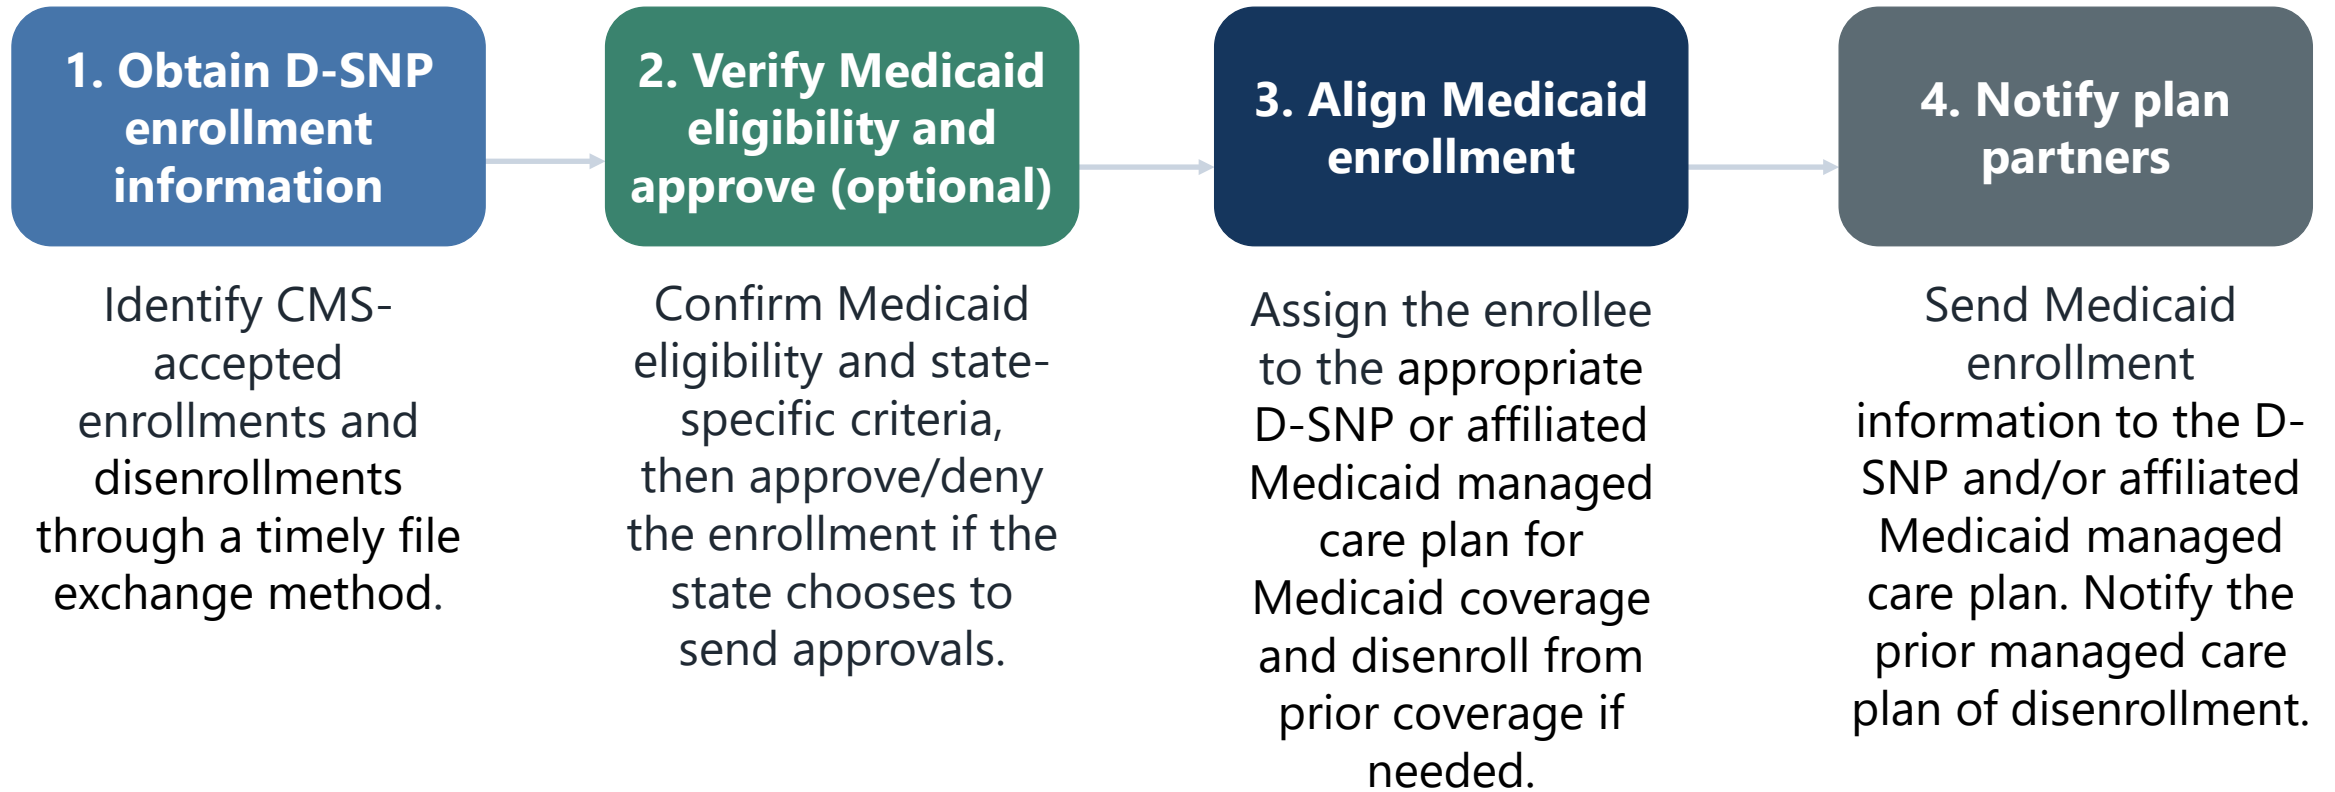 1. Obtain D-SNP
enrollment
information
Identify CMS-
accepted
enrollments and
disenrollments
through a timely file
exchange method.
2. Verify Medicaid
eligibility and
approve (optional)
Confirm Medicaid
eligibility and state-
specific criteria,
then approve/deny
the enrollment if the
state chooses to
send approvals.
3. Align Medicaid
enrollment
Assign the enrollee
to the appropriate
D-SNP or affiliated
Medicaid managed
care plan for
Medicaid coverage
and disenroll from
prior coverage if
needed.
4. Notify plan
partners
Send Medicaid
enrollment
information to the D-
SNP and/or affiliated
Medicaid managed
care plan. Notify the
prior managed care
plan of disenrollment.